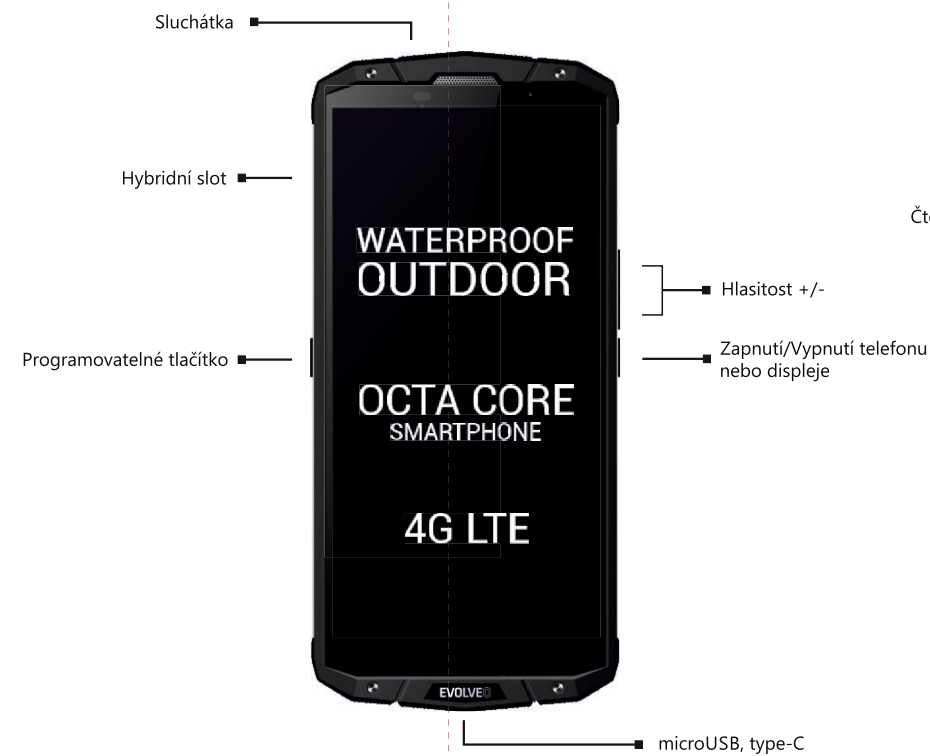 Sluchátka
Hybridní slot
WATERPROOF
OUTDOOR
Hlasitost +/-
Programovatelné tlačítko
Zapnutí/Vypnutí telefonu
nebo displeje
OCTA CORE
SMARTPHONE
4G LTE
EVOLVEO
microUSB, type-C